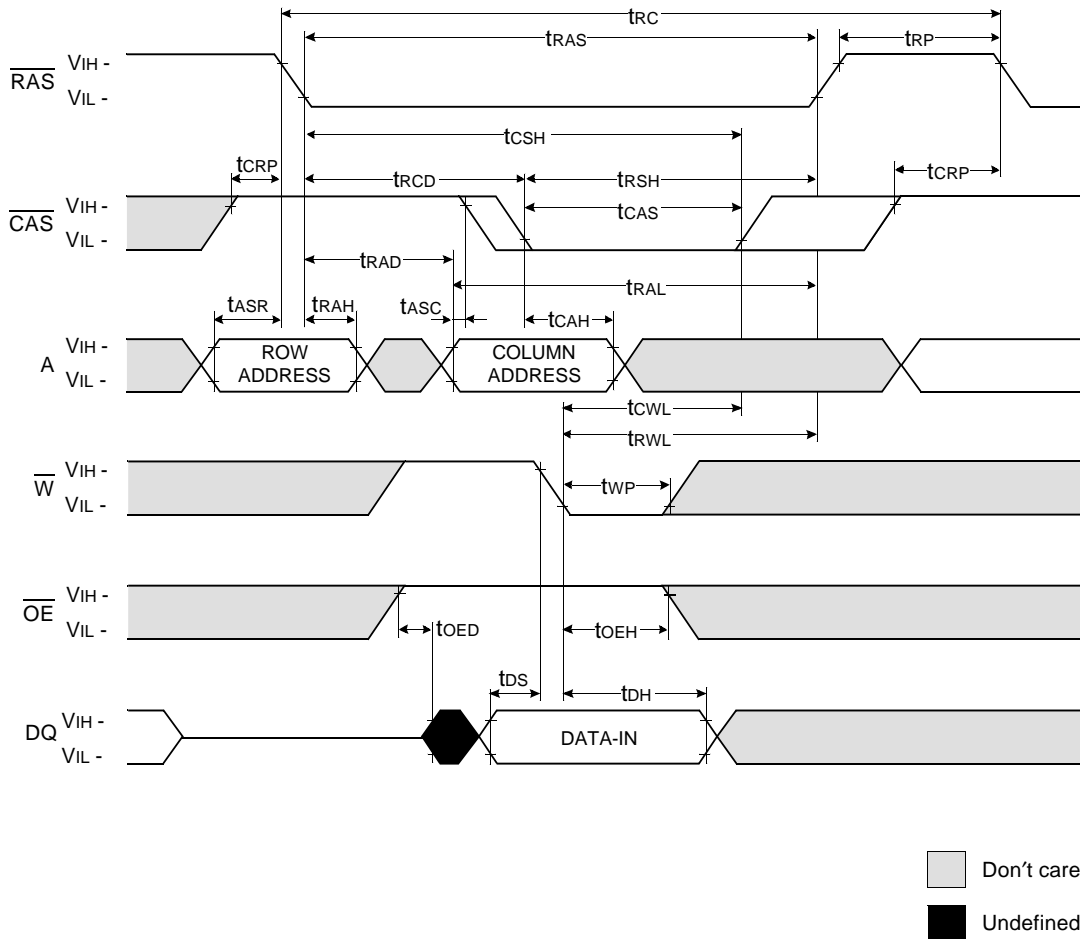 tRC
tRAS
tRP
RAS
VIH -
VIL -
tCSH
tCRP
tRCD
tRSH
tCRP
CAS
VIH -
VIL -
tCAS
tRAD
tRAL
tASR
tRAH
tASC
tCAH
A
VIH -
VIL -
ROW
ADDRESS
COLUMN
ADDRESS
tCWL
tRWL
W
VIH -
VIL -
tWP
OE
VIH -
VIL -
tOED
tOEH
tDS
tDH
DQ
VIH -
VIL -
DATA-IN
Don't care
Undefined